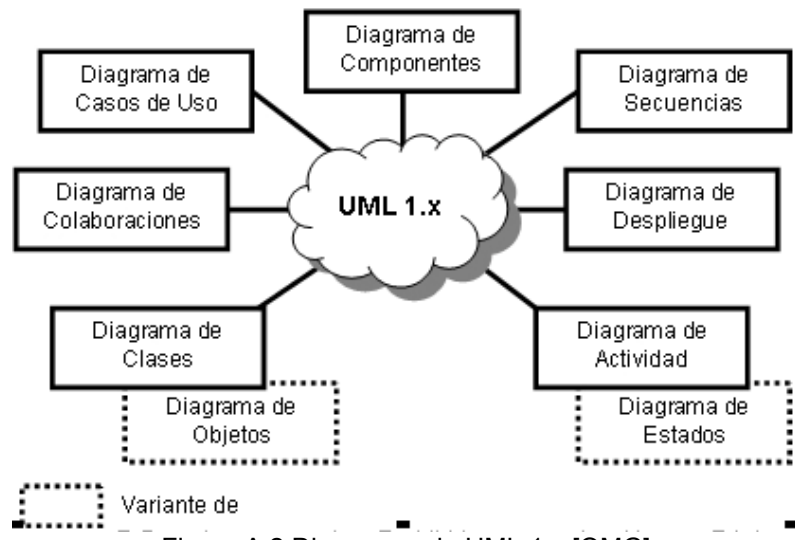 Diagrama de
Componentes
Diagrama de
Casos de Uso
Diagrama de
Secuencias
Diagrama de
Colaboraciones
UML 1.x
Diagrama de
Despliegue
Diagrama de
Clases
Diagrama de
Actividad
Diagrama de
Objetos
Diagrama de
Estados
Variante de